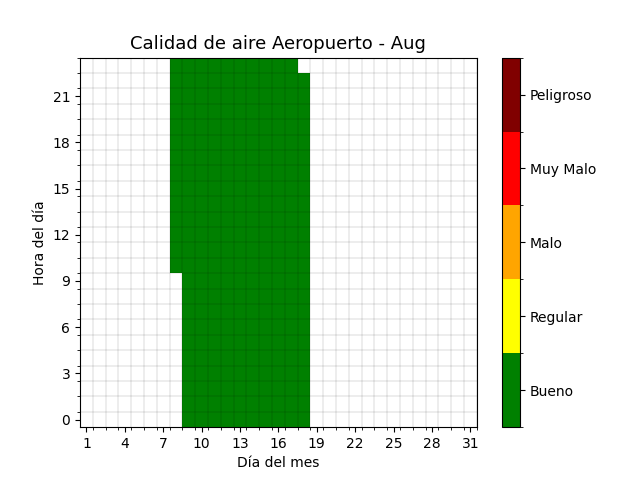 Calidad de aire Aeropuerto - Aug
Hora del día
21
18
15
12
9
6
3
0
1 4 7 10 13 16 19 22 25 28 31
Día del mes
Peligroso
Muy Malo
Malo
Regular
Bueno